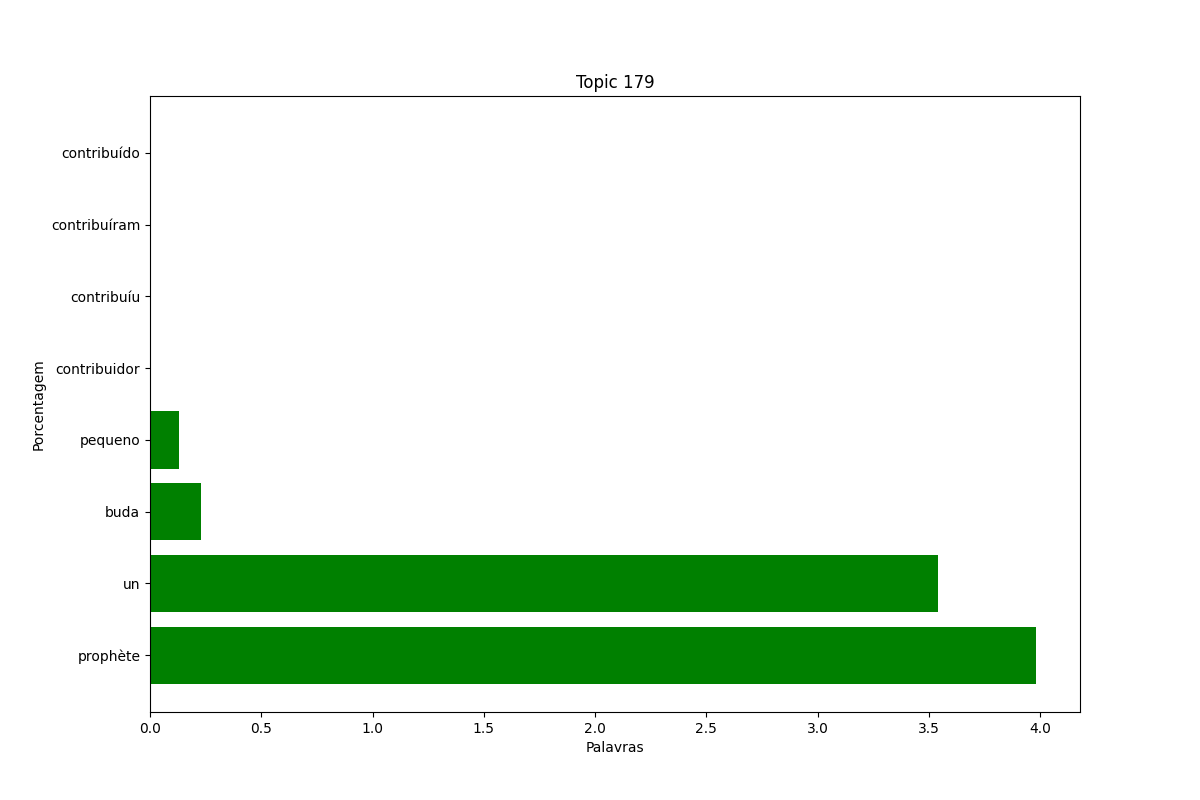 Topic 179
contribuído
contribuíram
contribuíu
contribuidor
pequeno
buda
un
prophète
Porcentagem
0.0 0.5 1.0 1.5 2.0 2.5 3.0 3.5 4.0
Palavras